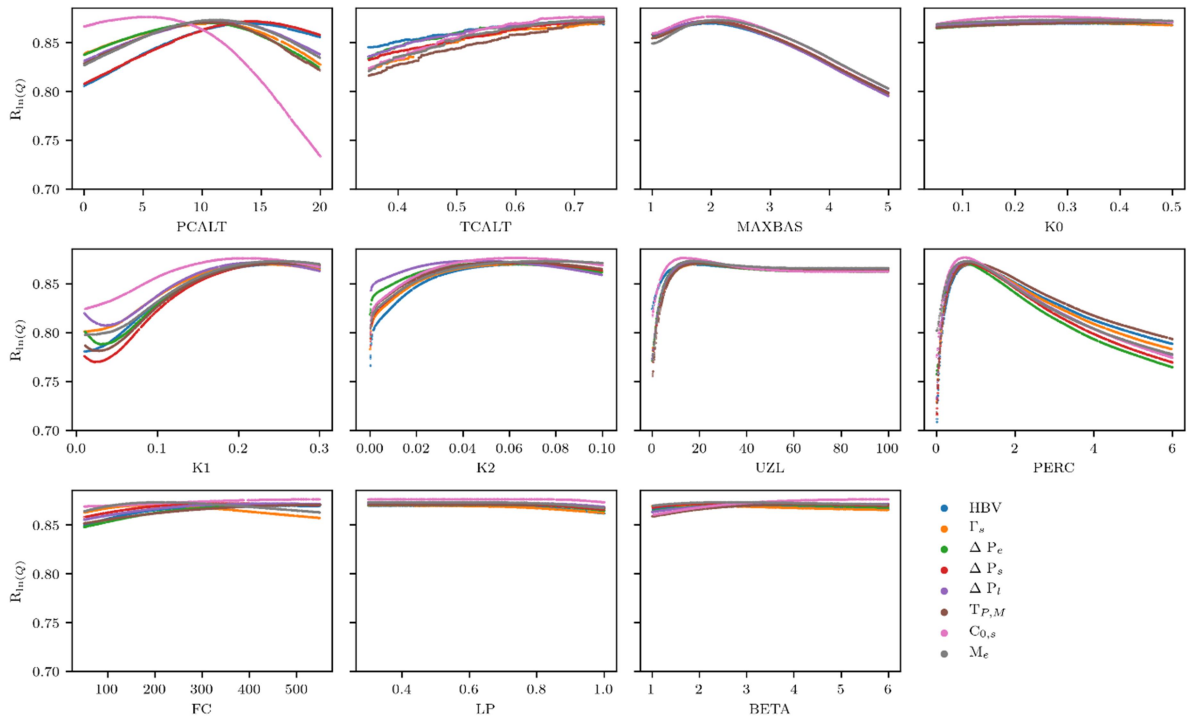 R_ln(Q)
0.85
0.80
0.75
0.70
0 5 10 15 20
PCALT
0.4 0.5 0.6 0.7
TCALT
1 2 3 4 5
MAXBAS
0.1 0.2 0.3 0.4 0.5
K0
R_ln(Q)
0.85
0.80
0.75
0.70
0.0 0.1 0.2 0.3
K1
0.00 0.02 0.04 0.06 0.08 0.10
K2
0 20 40 60 80 100
UZL
0 2 4 6
PERC
R_ln(Q)
0.85
0.80
0.75
0.70
100 200 300 400 500
FC
0.4 0.6 0.8 1.0
LP
1 2 3 4 5 6
BETA
HBV
Γ_s
Δ P_e
Δ P_s
Δ P_l
T_P,M
C_0,s
M_e